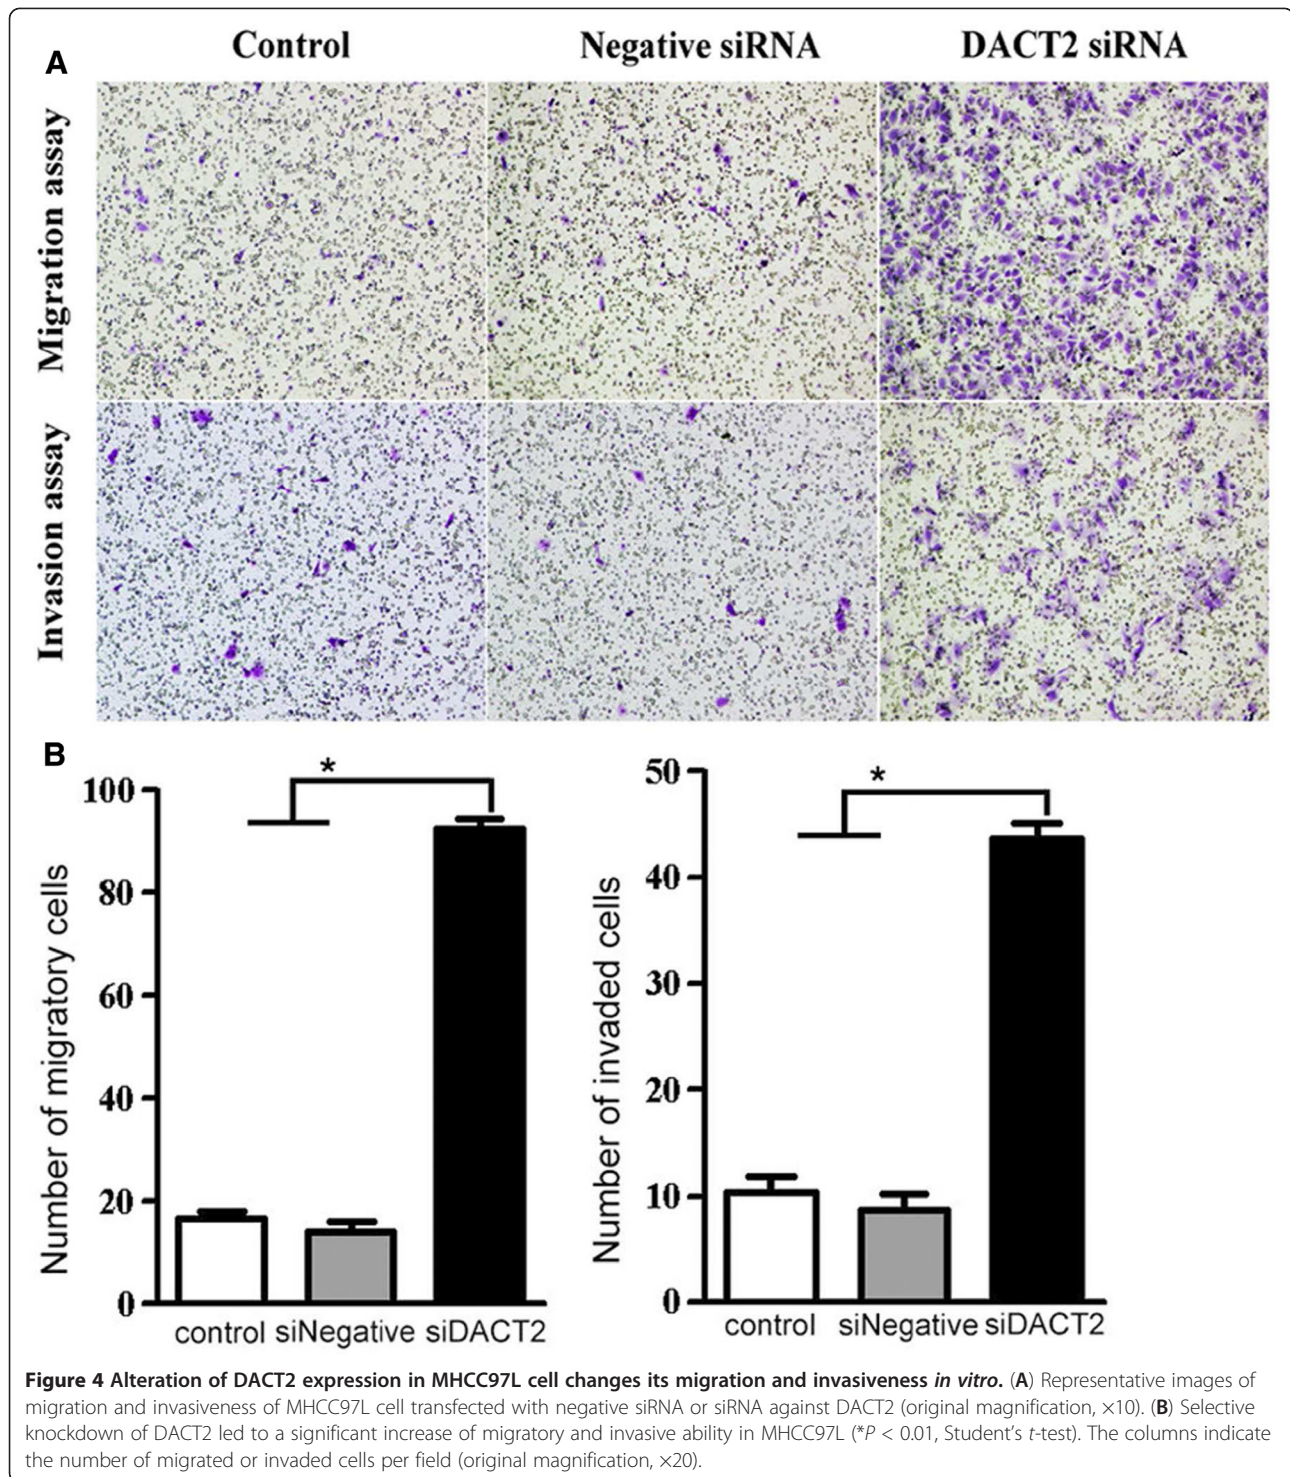 Control
Negative siRNA
DACT2 siRNA
A
Migration assay
Invasion assay
B
*
100
80
60
40
20
0
Number of migratory cells
control
siNegative
siDACT2
*
50
40
30
20
10
0
Number of invaded cells
control
siNegative
siDACT2
Figure 4 Alteration of DACT2 expression in MHCC97L cell changes its migration and invasiveness in vitro. (A) Representative images of
migration and invasiveness of MHCC97L cell transfected with negative siRNA or siRNA against DACT2 (original magnification, ×10). (B) Selective
knockdown of DACT2 led to a significant increase of migratory and invasive ability in MHCC97L (*P < 0.01, Student's t-test). The columns indicate
the number of migrated or invaded cells per field (original magnification, ×20).